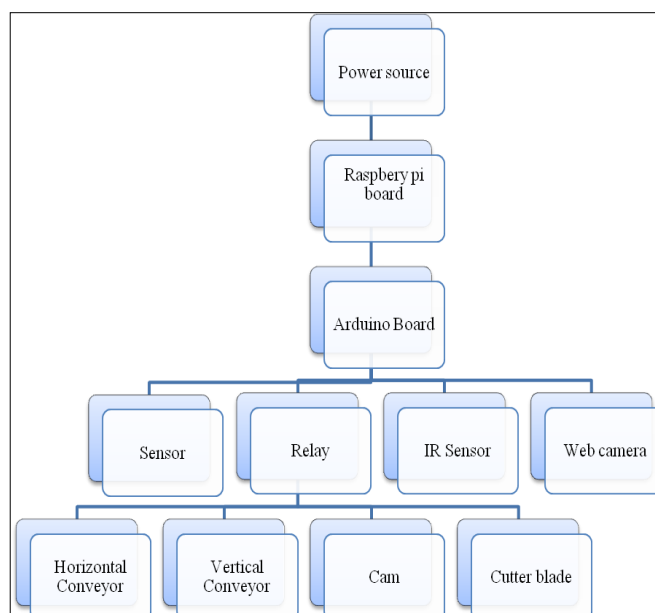 Power source
Raspbery pi
board
Arduino Board
Sensor
Relay
IR Sensor
Web camera
Horizontal
Conveyor
Vertical
Conveyor
Cam
Cutter blade